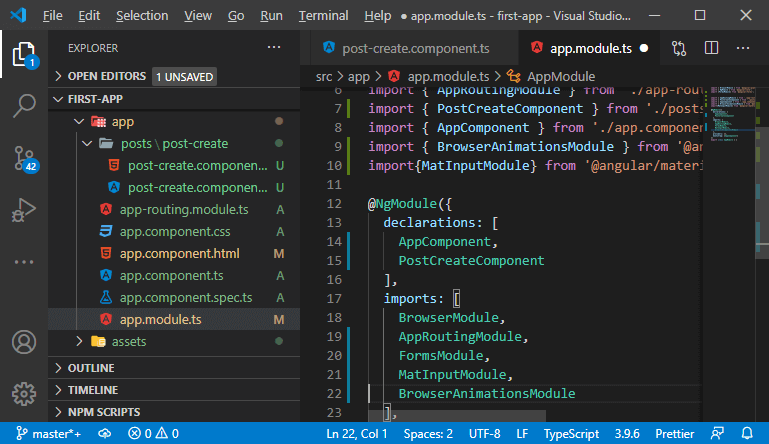 File Edit Selection View Go Run Terminal Help ● app.module.ts - first-app - Visual Studio...
EXPLORER ...
OPEN EDITORS 1 UNSAVED
FIRST-APP
app
posts \ post-create
post-create.componen... U
post-create.componen... U
app-routing.module.ts A
app.component.css A
app.component.html M
app.component.ts A
app.component.spec.ts A
app.module.ts M
assets
OUTLINE
TIMELINE
NPM SCRIPTS
1
42
post-create.component.ts app.module.ts ● ...
src > app > app.module.ts > AppModule
6 import { AppRoutingModule } from './app-rou
7 import { PostCreateComponent } from './posts
8 import { AppComponent } from './app.compone
9 import { BrowserAnimationsModule } from '@an
10 import{MatInputModule} from '@angular/materi
11
12 @NgModule({
13 declarations: [
14 AppComponent,
15 PostCreateComponent
16 ],
17 imports: [
18 BrowserModule,
19 AppRoutingModule,
20 FormsModule,
21 MatInputModule,
22 BrowserAnimationsModule
23 ],
master*+ 0 0 Ln 22, Col 1 Spaces: 2 UTF-8 LF TypeScript 3.9.6 Prettier